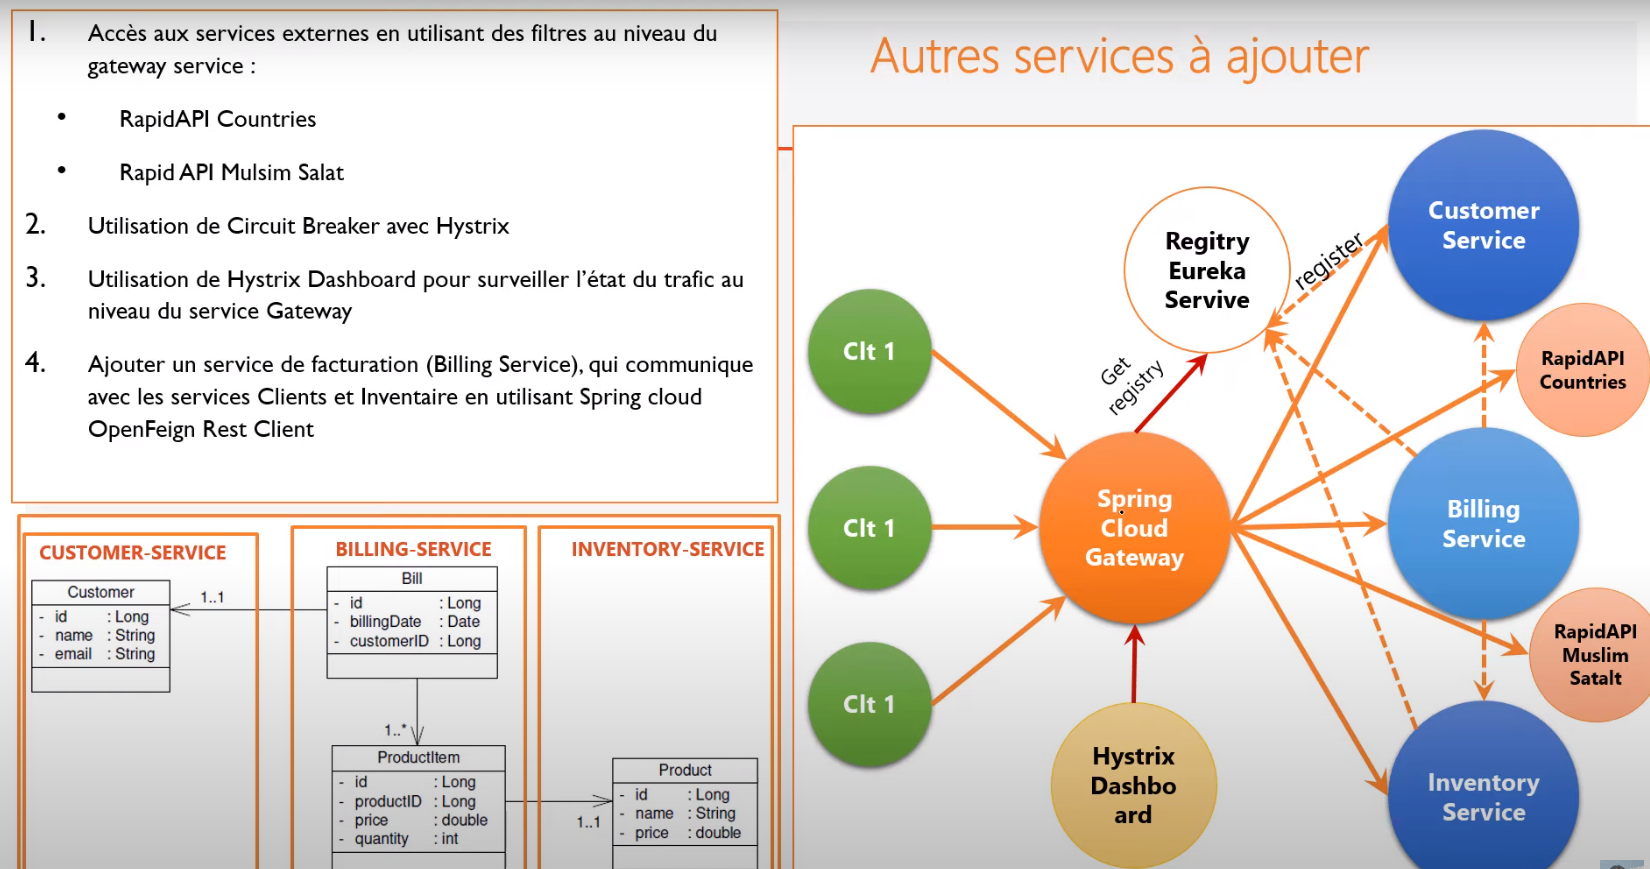 Autres services à ajouter
1. Accès aux services externes en utilisant des filtres au niveau du
gateway service :
• RapidAPI Countries
• Rapid API Mulsim Salat
2. Utilisation de Circuit Breaker avec Hystrix
3. Utilisation de Hystrix Dashboard pour surveiller l’état du trafic au
niveau du service Gateway
4. Ajouter un service de facturation (Billing Service), qui communique
avec les services Clients et Inventaire en utilisant Spring cloud
OpenFeign Rest Client
CUSTOMER-SERVICE
Customer
- id : Long
- name : String
- email : String
1..1
BILLING-SERVICE
Bill
- id : Long
- billingDate : Date
- customerID : Long
1..*
ProductItem
- id : Long
- productID : Long
- price : double
- quantity : int
1..1
INVENTORY-SERVICE
Product
- id : Long
- name : String
- price : double
Clt 1
Clt 1
Clt 1
Regitry
Eureka
Servive
Get
registry
register
Spring
Cloud
Gateway
Hystrix
Dashbo
ard
Customer
Service
RapidAPI
Countries
Billing
Service
RapidAPI
Muslim
Satalt
Inventory
Service